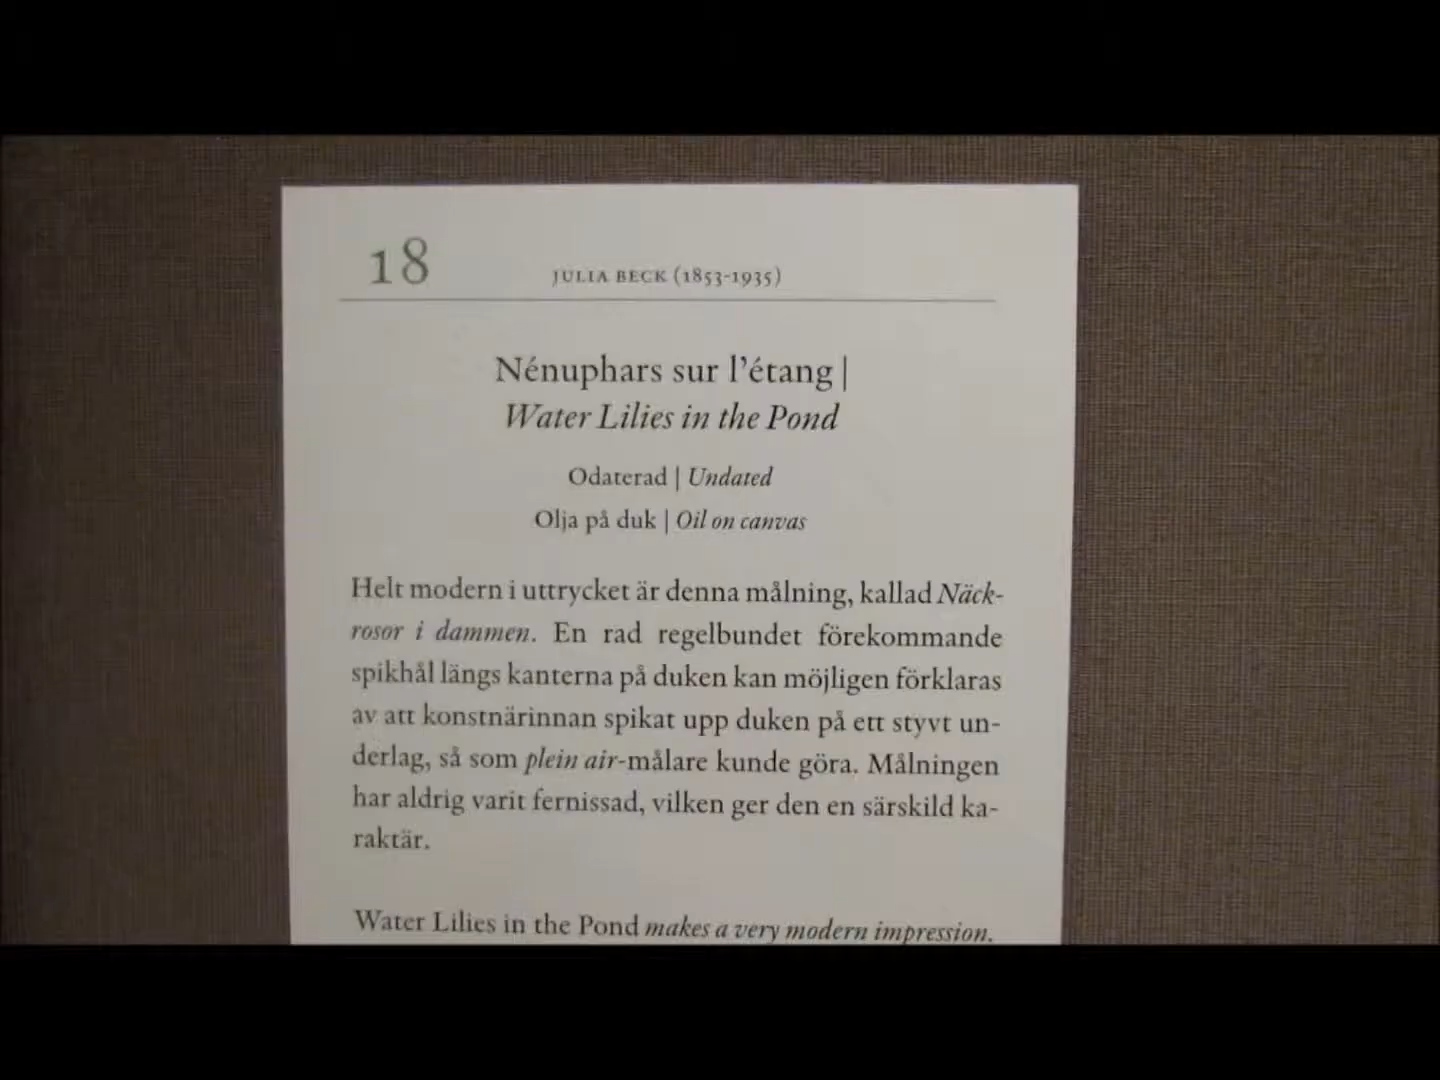 18
JULIA BECK (1853-1935)
Nénuphars sur l'étang |
Water Lilies in the Pond
Odaterad | Undated
Olja på duk | Oil on canvas
Helt modern i uttrycket är denna målning, kallad Näck-
rosor i dammen. En rad regelbundet förekommande
spikhål längs kanterna på duken kan möjligen förklaras
av att konstnärinnan spikat upp duken på ett styvt un-
derlag, så som plein air-målare kunde göra. Målningen
har aldrig varit fernissad, vilken ger den en särskild ka-
raktär.
Water Lilies in the Pond makes a very modern impression.